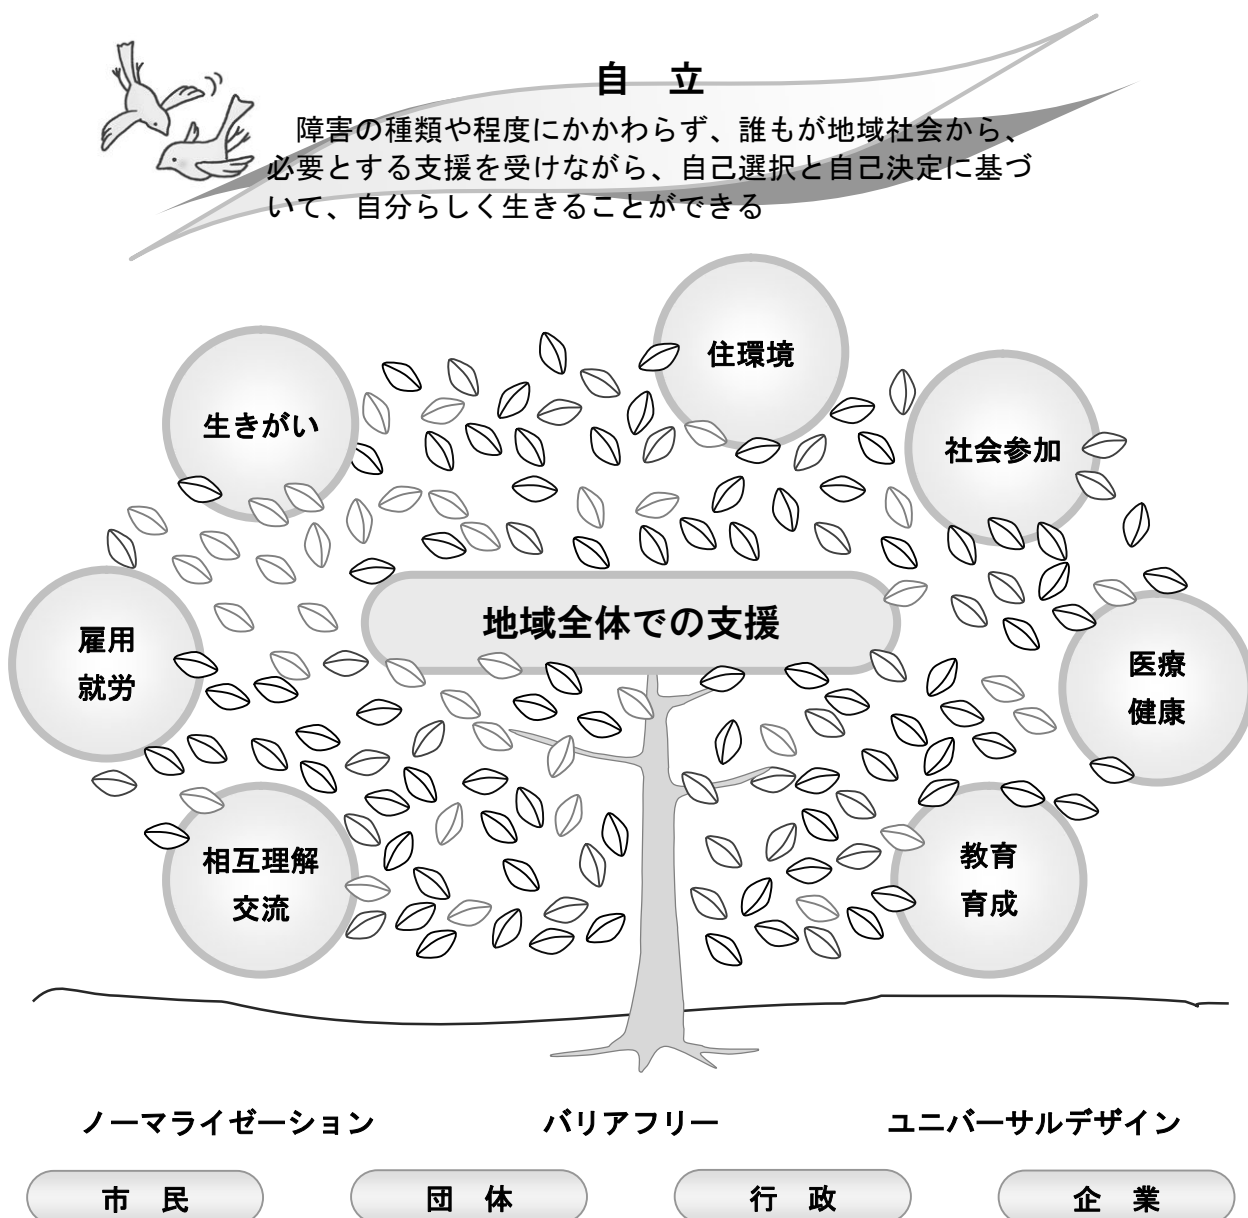 自　立
障害の種類や程度にかかわらず、誰もが地域社会から、
必要とする支援を受けながら、自己選択と自己決定に基づ
いて、自分らしく生きることができる
住環境
生きがい
社会参加
地域全体での支援
雇用
就労
医療
健康
相互理解
交流
教育
育成
ノーマライゼーション
バリアフリー
ユニバーサルデザイン
市　民
団　体
行　政
企　業